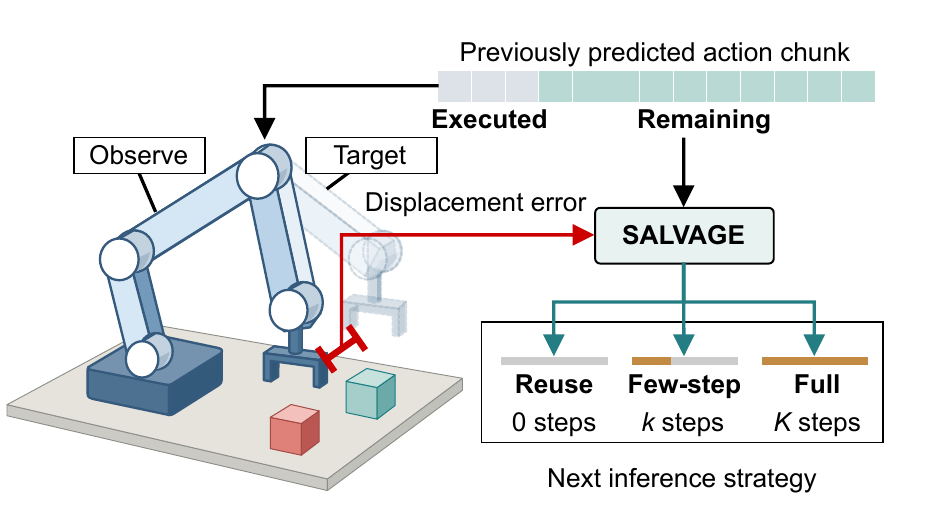 Previously predicted action chunk
Executed
Remaining
Observe
Target
Displacement error
SALVAGE
Reuse
Few-step
Full
0 steps
k steps
K steps
Next inference strategy